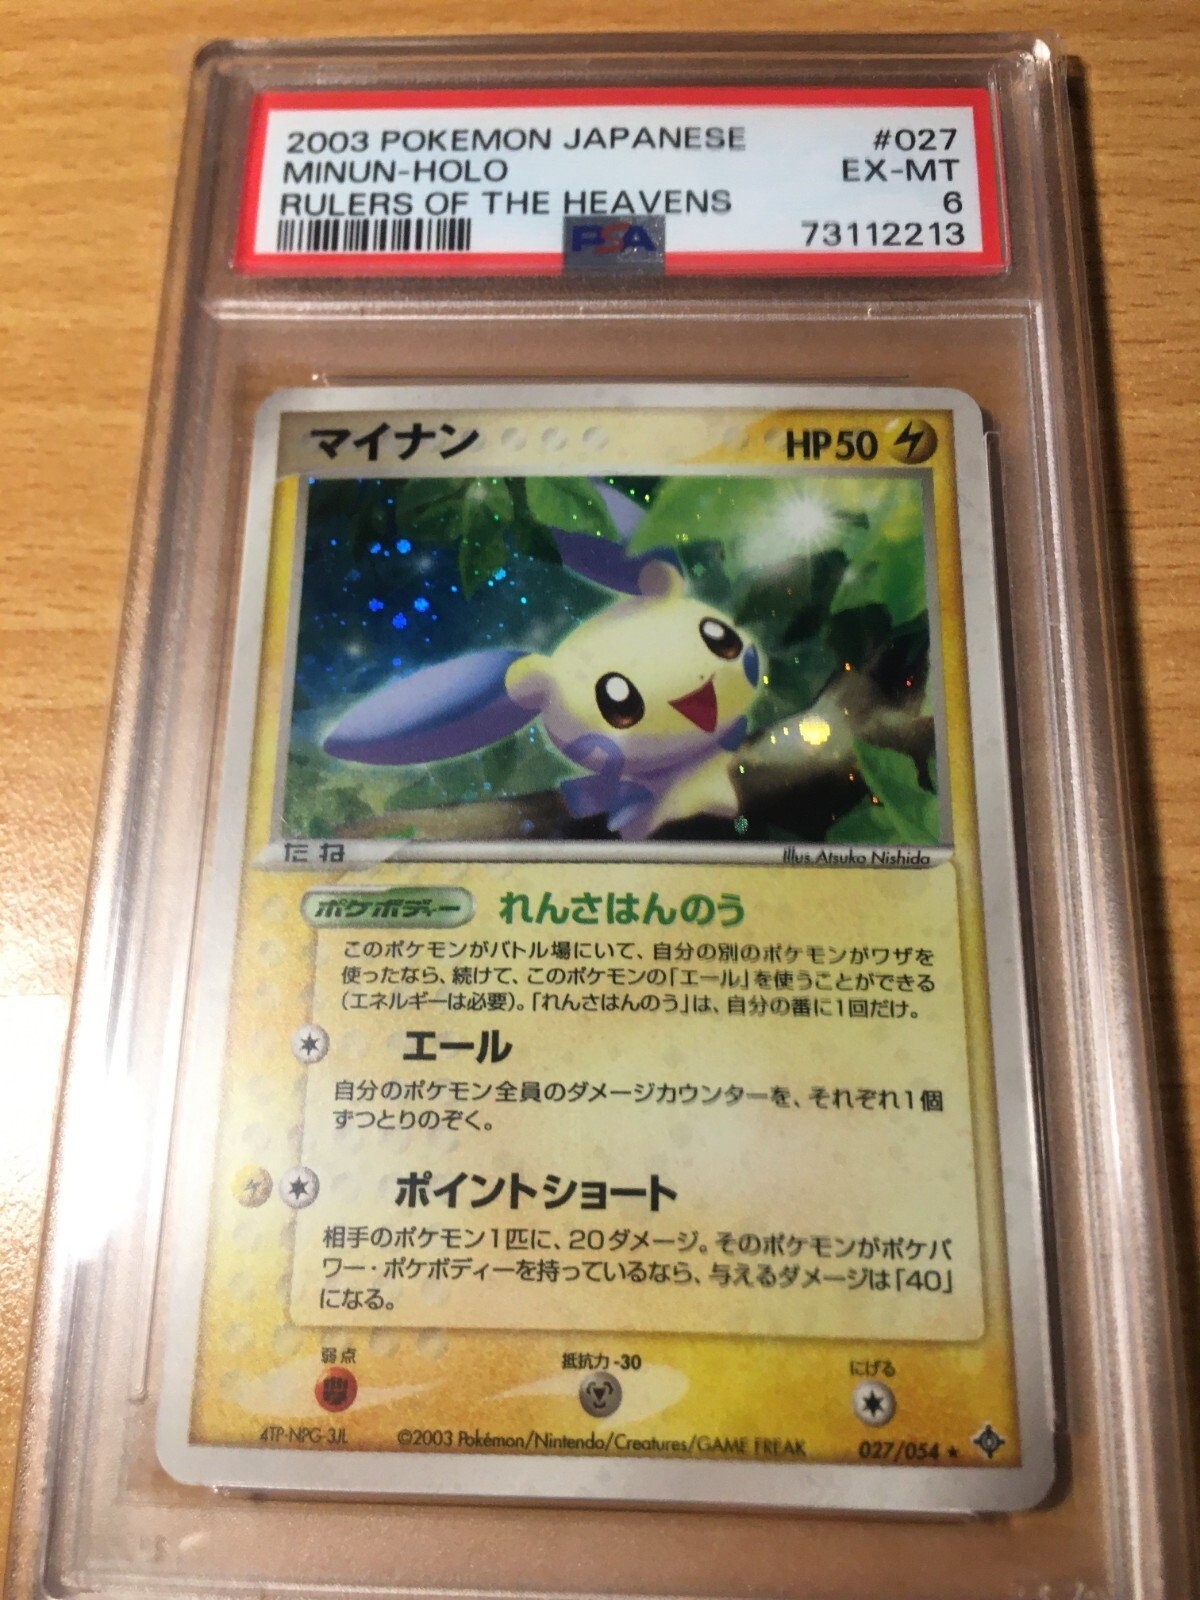 2003 POKEMON JAPANESE #027
MINUN-HOLO EX-MT
RULERS OF THE HEAVENS 6
PSA 73112213
マイナン HP50
たね Illus. Atsuko Nishida
ポケボディー れんさはんのう
このポケモンがバトル場にいて、自分の別のポケモンがワザを
使ったなら、続けて、このポケモンの「エール」を使うことができる
(エネルギーは必要)。「れんさはんのう」は、自分の番に1回だけ。
エール
自分のポケモン全員のダメージカウンターを、それぞれ1個
ずつとりのぞく。
ポイントショート
相手のポケモン1匹に、20ダメージ。そのポケモンがポケパ
ワー・ポケボディーを持っているなら、与えるダメージは「40」
になる。
弱点 抵抗力-30 にげる
4TP-NPG-3JL ©2003 Pokémon/Nintendo/Creatures/GAME FREAK 027/054 ★